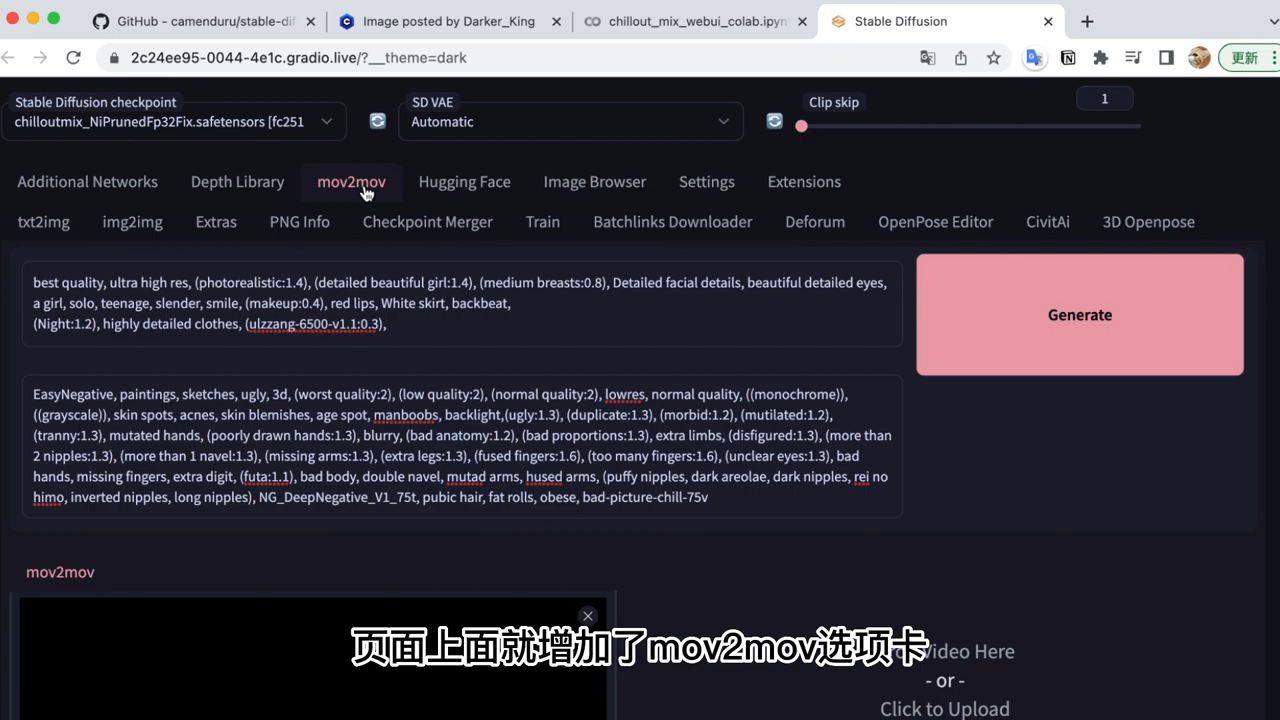 GitHub - camenduru/stable-dif
Image posted by Darker_King
chillout_mix_webui_colab.ipyn
Stable Diffusion
2c24ee95-0044-4e1c.gradio.live/?__theme=dark
更新
Stable Diffusion checkpoint
chilloutmix_NiPrunedFp32Fix.safetensors [fc251
SD VAE
Automatic
Clip skip
1
Additional Networks
Depth Library
mov2mov
Hugging Face
Image Browser
Settings
Extensions
txt2img
img2img
Extras
PNG Info
Checkpoint Merger
Train
Batchlinks Downloader
Deforum
OpenPose Editor
CivitAi
3D Openpose
best quality, ultra high res, (photorealistic:1.4), (detailed beautiful girl:1.4), (medium breasts:0.8), Detailed facial details, beautiful detailed eyes,
a girl, solo, teenage, slender, smile, (makeup:0.4), red lips, White skirt, backbeat,
(Night:1.2), highly detailed clothes, (ulzzang-6500-v1.1:0.3),
Generate
EasyNegative, paintings, sketches, ugly, 3d, (worst quality:2), (low quality:2), (normal quality:2), lowres, normal quality, ((monochrome)),
((grayscale)), skin spots, acnes, skin blemishes, age spot, manboobs, backlight,(ugly:1.3), (duplicate:1.3), (morbid:1.2), (mutilated:1.2),
(tranny:1.3), mutated hands, (poorly drawn hands:1.3), blurry, (bad anatomy:1.2), (bad proportions:1.3), extra limbs, (disfigured:1.3), (more than
2 nipples:1.3), (more than 1 navel:1.3), (missing arms:1.3), (extra legs:1.3), (fused fingers:1.6), (too many fingers:1.6), (unclear eyes:1.3), bad
hands, missing fingers, extra digit, (futa:1.1), bad body, double navel, mutad arms, hused arms, (puffy nipples, dark areolae, dark nipples, rei no
himo, inverted nipples, long nipples), NG_DeepNegative_V1_75t, pubic hair, fat rolls, obese, bad-picture-chill-75v
mov2mov
页面上面就增加了mov2mov选项卡
Video Here
- or -
Click to Upload